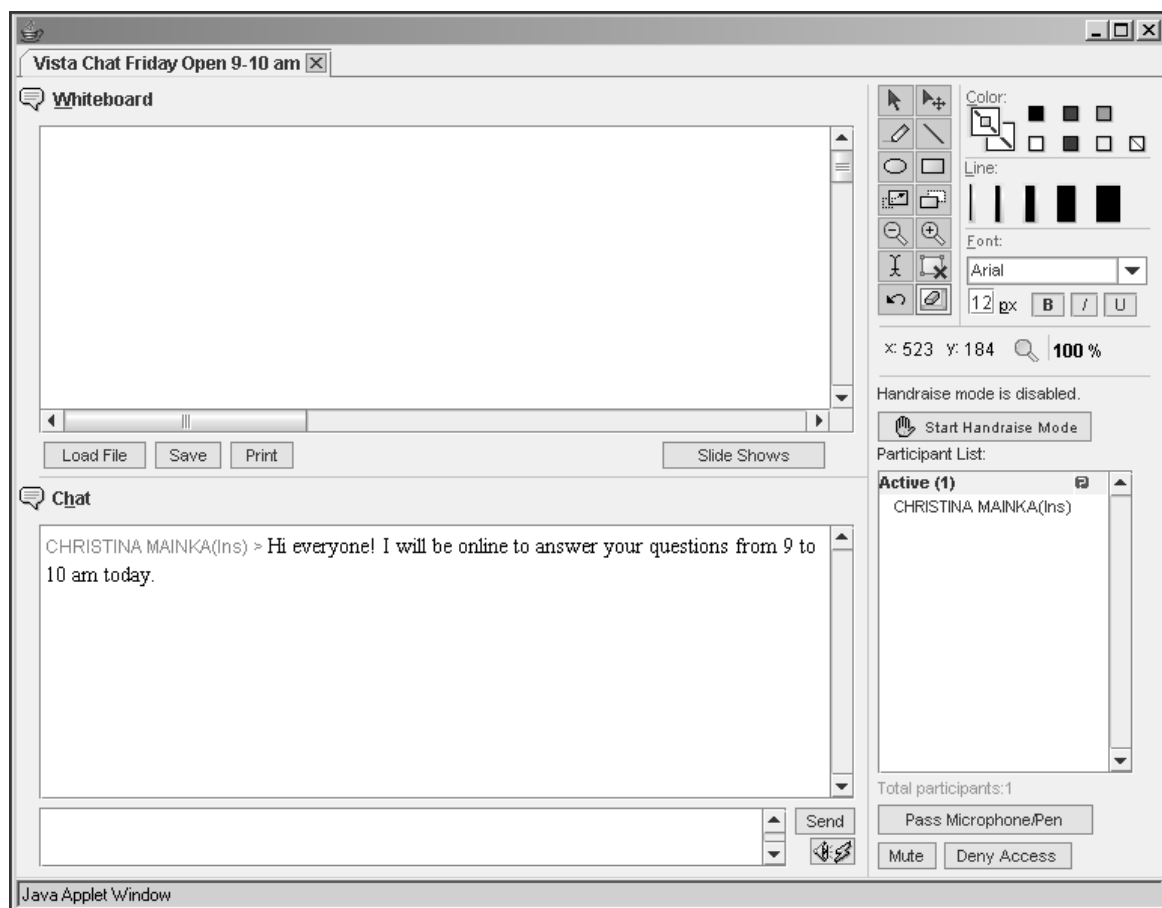 Vista Chat Friday Open 9-10 am
Whiteboard
Load File Save Print Slide Shows
Chat
CHRISTINA MAINKA(Ins) > Hi everyone! I will be online to answer your questions from 9 to
10 am today.
Send
Color:
Line:
Font:
Arial
12 px B I U
x: 523 y: 184 100 %
Handraise mode is disabled.
Start Handraise Mode
Participant List:
Active (1)
CHRISTINA MAINKA(Ins)
Total participants:1
Pass Microphone/Pen
Mute Deny Access
Java Applet Window